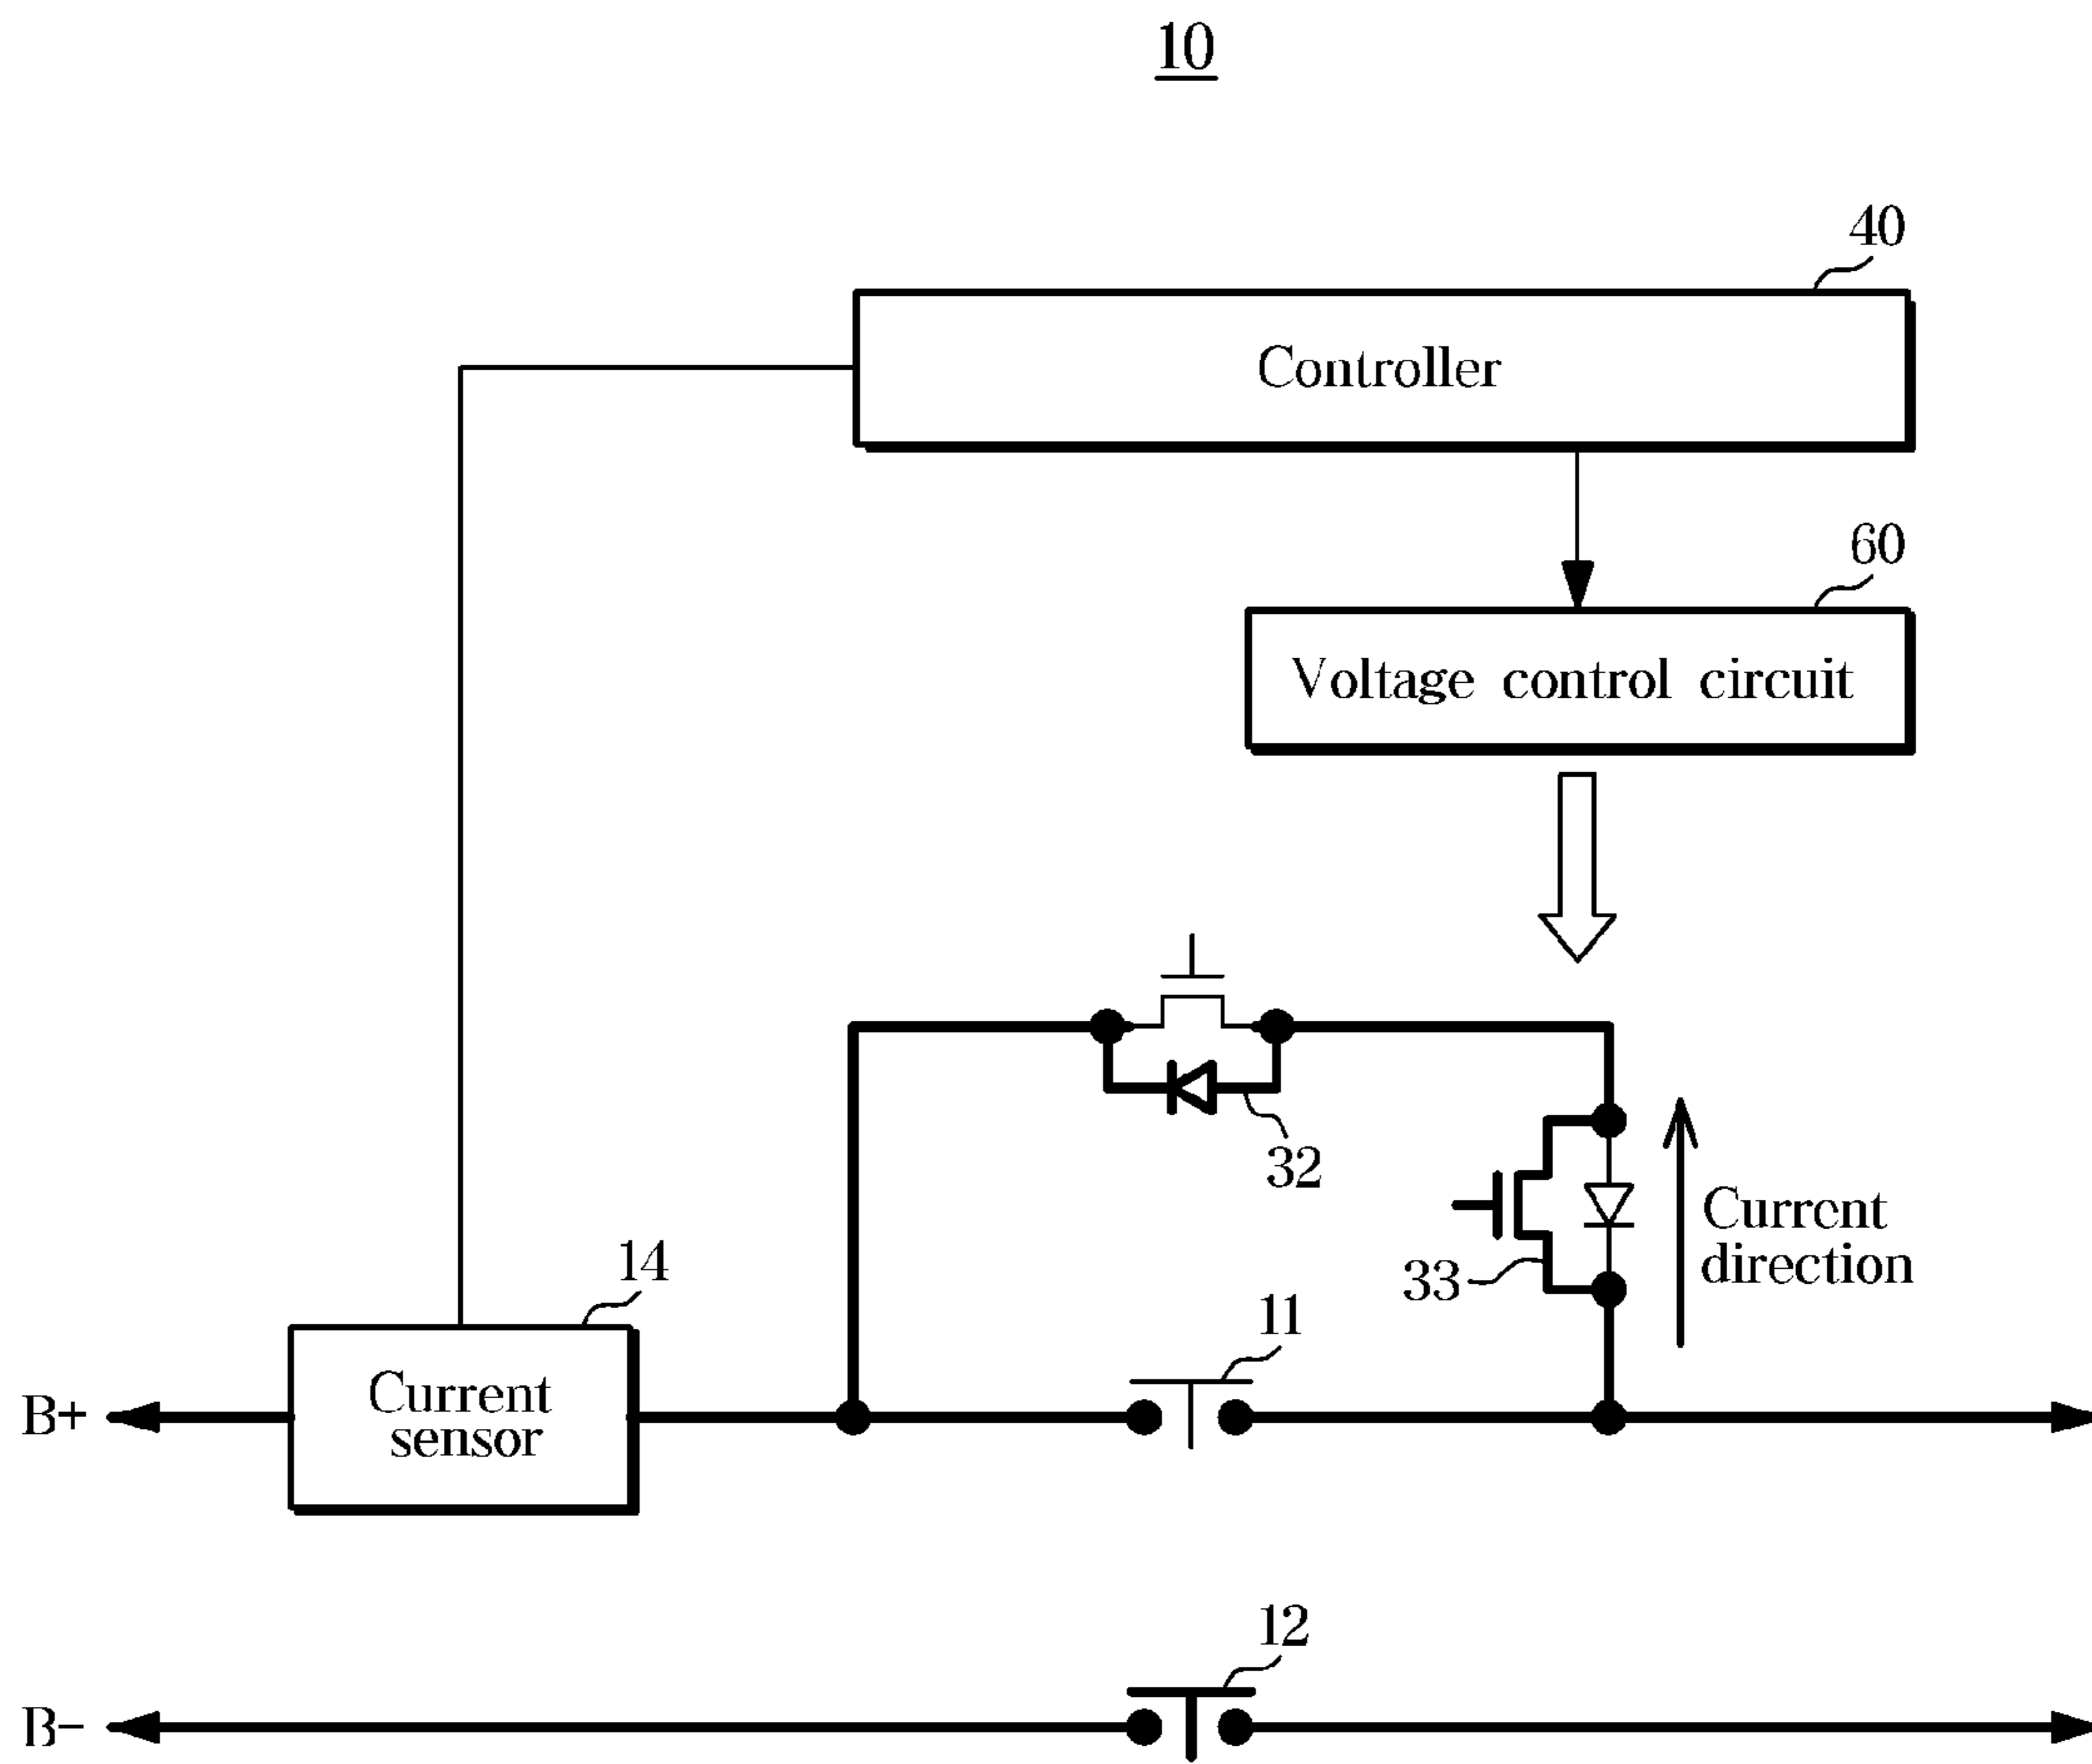 10
40
Controller
60
Voltage control circuit
32
33
Current
direction
14
11
Current
sensor
B+
12
B−